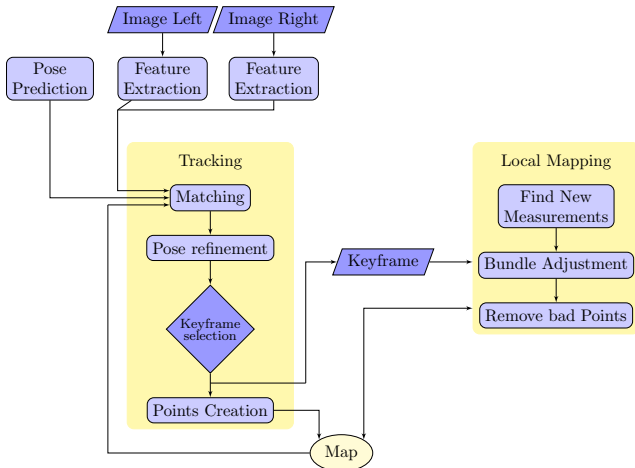 Image Left
Image Right
Pose
Prediction
Feature
Extraction
Feature
Extraction
Tracking
Matching
Pose refinement
Keyframe
selection
Points Creation
Keyframe
Map
Local Mapping
Find New
Measurements
Bundle Adjustment
Remove bad Points